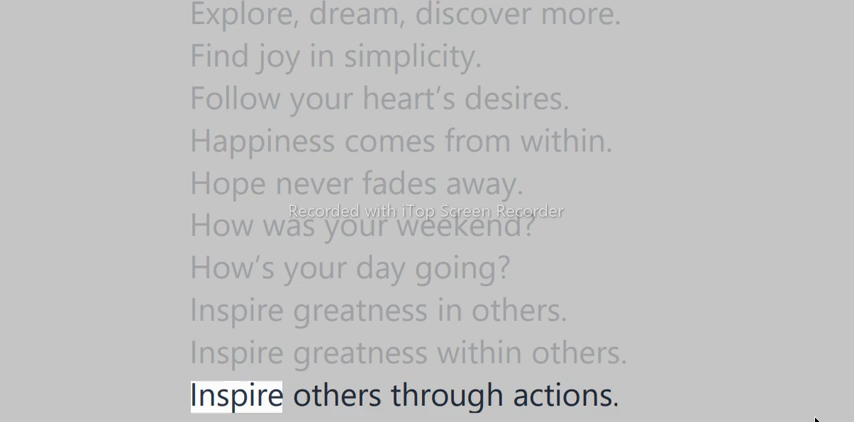 Explore, dream, discover more.
Find joy in simplicity.
Follow your heart’s desires.
Happiness comes from within.
Hope never fades away.
Recorded with iTop Screen Recorder
How was your weekend?
How’s your day going?
Inspire greatness in others.
Inspire greatness within others.
Inspire others through actions.